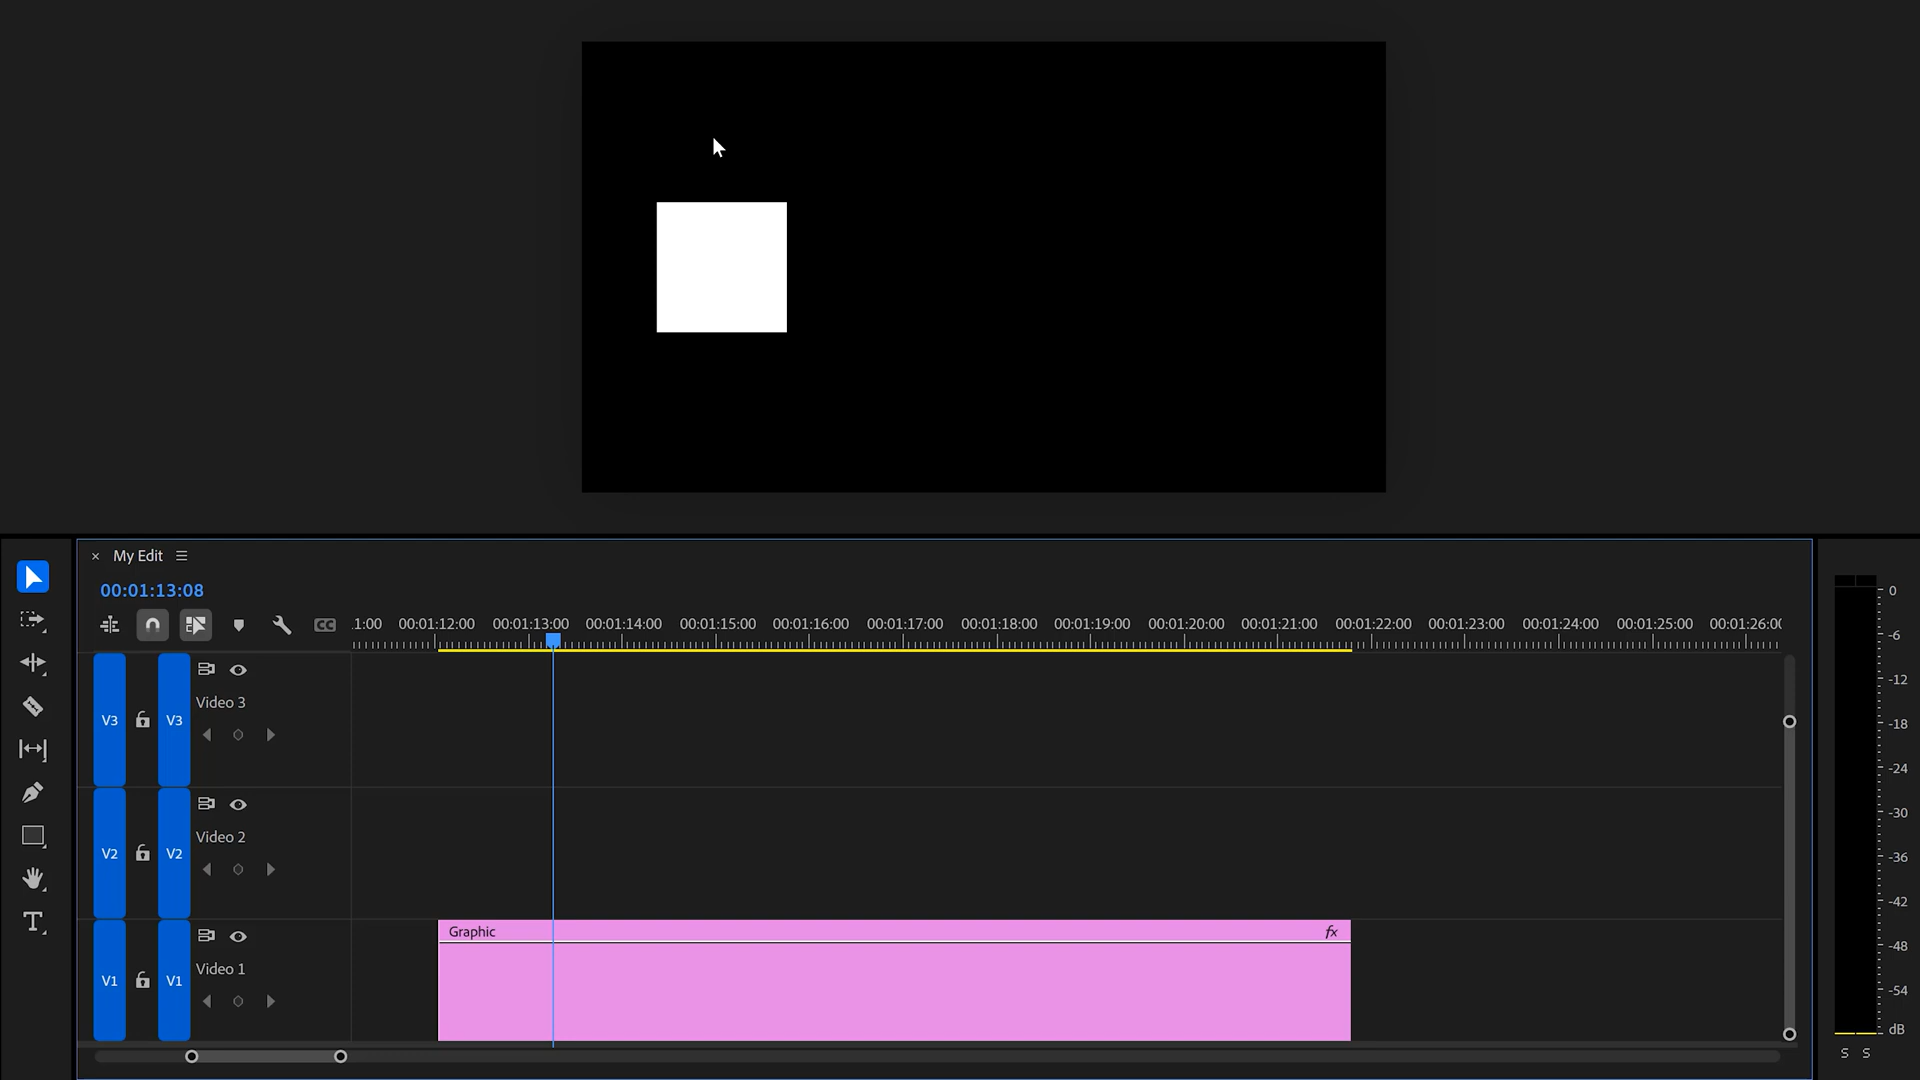 × My Edit
00:01:13:08
CC
:1:00 00:01:12:00 00:01:13:00 00:01:14:00 00:01:15:00 00:01:16:00 00:01:17:00 00:01:18:00 00:01:19:00 00:01:20:00 00:01:21:00 00:01:22:00 00:01:23:00 00:01:24:00 00:01:25:00 00:01:26:00
V3 V3 Video 3
V2 V2 Video 2
V1 V1 Video 1
Graphic fx
T
0
-6
-12
-18
-24
-30
-36
-42
-48
-54
dB
S S